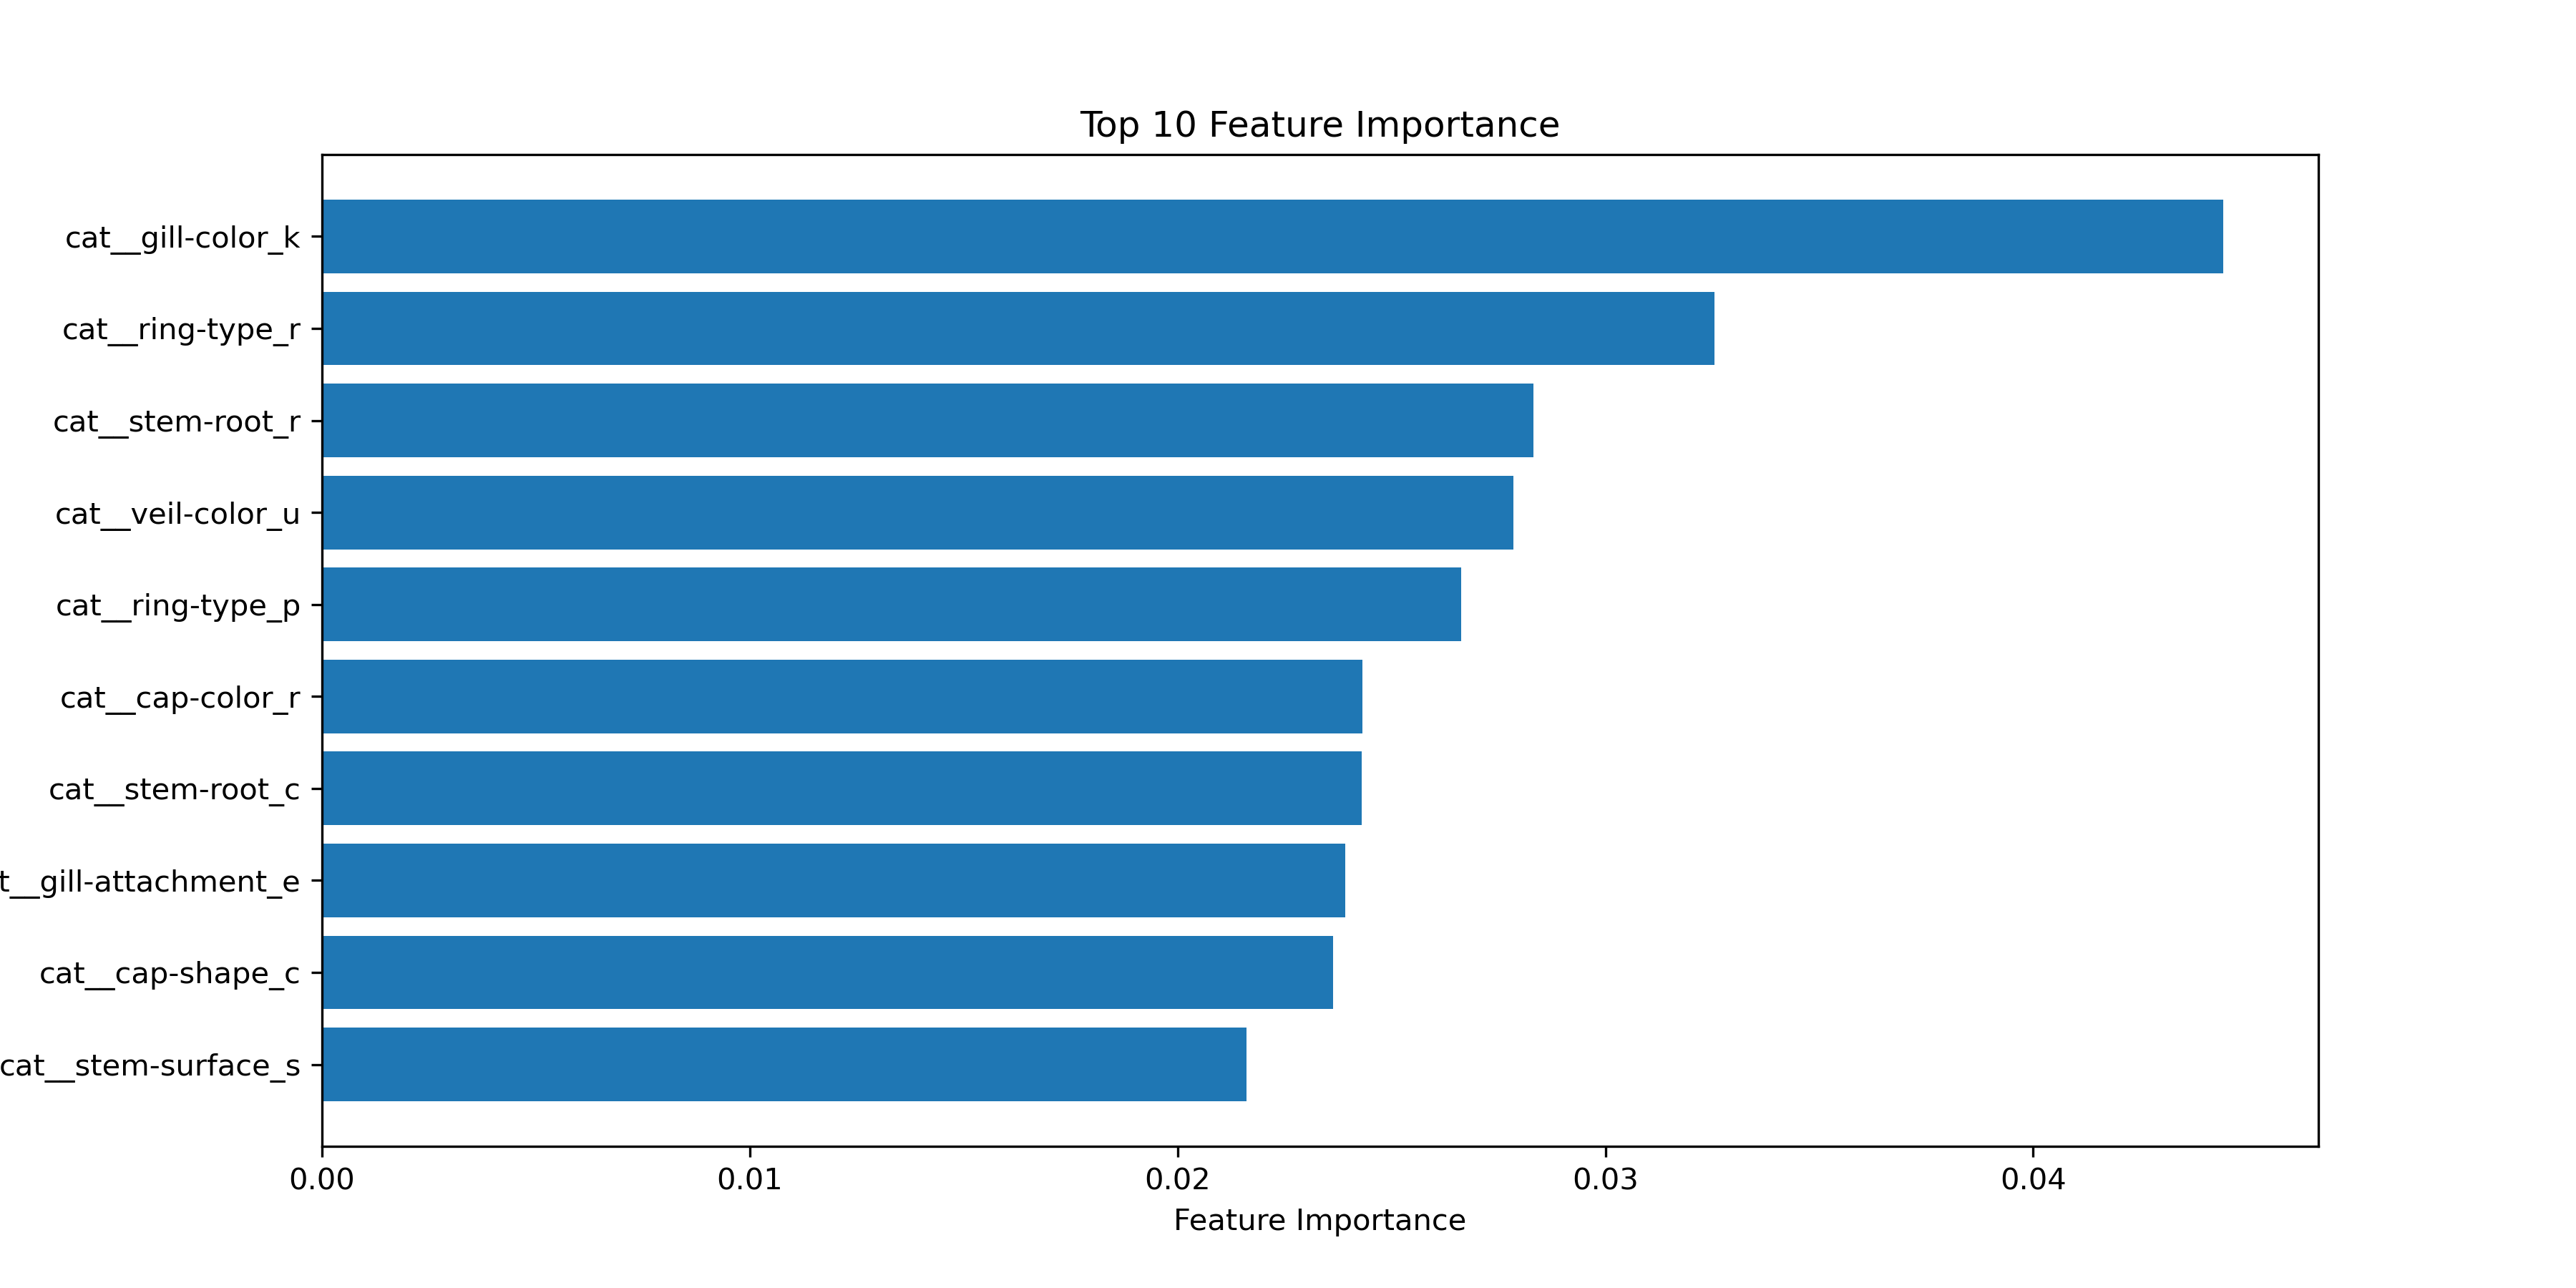 Top 10 Feature Importance
cat__gill-color_k
cat__ring-type_r
cat__stem-root_r
cat__veil-color_u
cat__ring-type_p
cat__cap-color_r
cat__stem-root_c
t__gill-attachment_e
cat__cap-shape_c
cat__stem-surface_s
0.00 0.01 0.02 0.03 0.04
Feature Importance